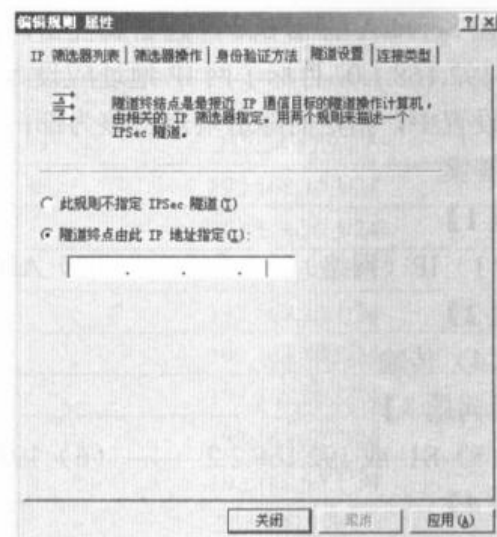 编辑规则 属性
? ×
IP 筛选器列表 | 筛选器操作 | 身份验证方法 | 隧道设置 | 连接类型
隧道终结点是最接近 IP 通信目标的隧道操作计算机，
由相关的 IP 筛选器指定。用两个规则来描述一个
IPSec 隧道。
此规则不指定 IPSec 隧道(T)
隧道终点由此 IP 地址指定(I):
. . .
关闭
取消
应用(A)